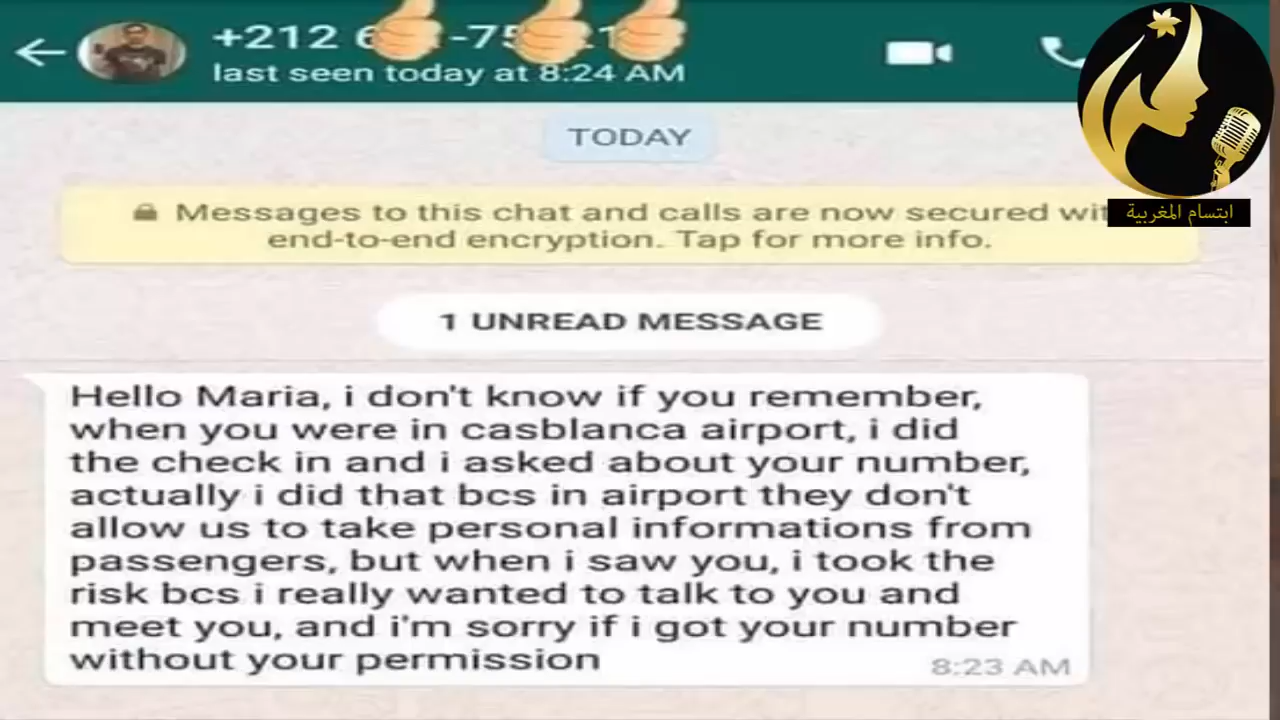 +212 6 -75 21
last seen today at 8:24 AM
ابتسام المغربية
TODAY
Messages to this chat and calls are now secured wit
end-to-end encryption. Tap for more info.
1 UNREAD MESSAGE
Hello Maria, i don't know if you remember,
when you were in casblanca airport, i did
the check in and i asked about your number,
actually i did that bcs in airport they don't
allow us to take personal informations from
passengers, but when i saw you, i took the
risk bcs i really wanted to talk to you and
meet you, and i'm sorry if i got your number
without your permission
8:23 AM